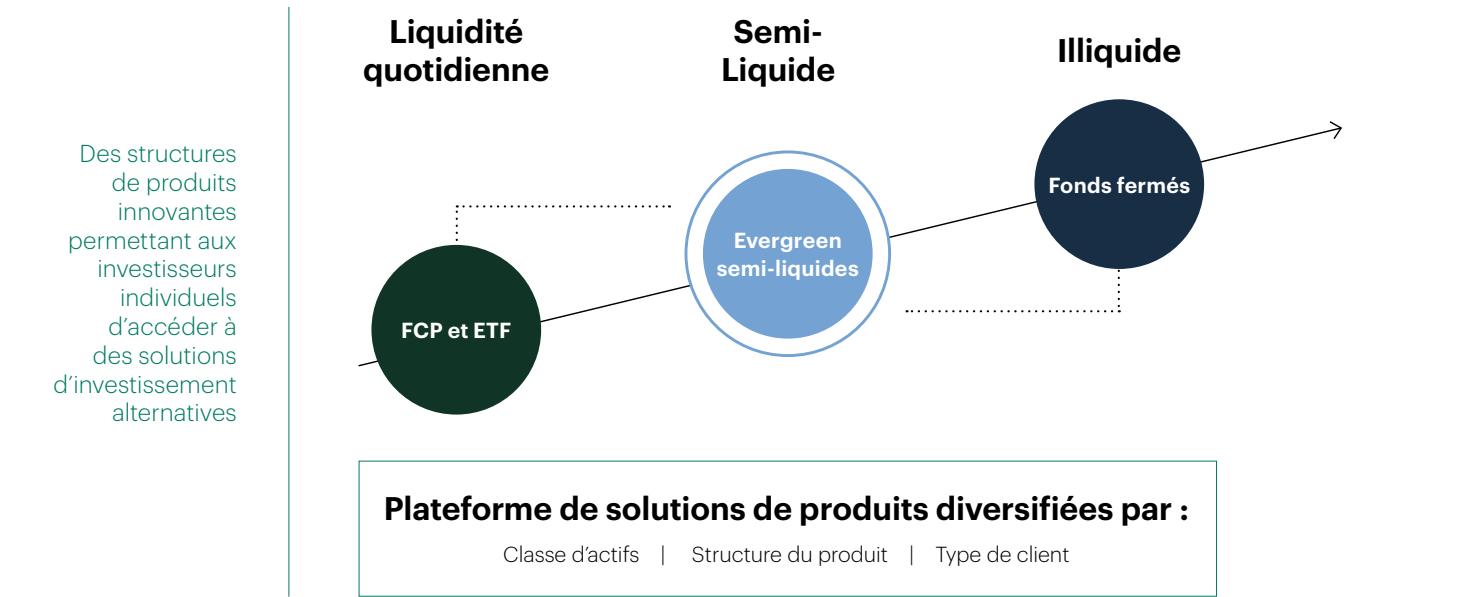 Des structures
de produits
innovantes
permettant aux
investisseurs
individuels
d’accéder à
des solutions
d’investissement
alternatives
Liquidité
quotidienne
Semi-
Liquide
Illiquide
FCP et ETF
Evergreen
semi-liquides
Fonds fermés
Plateforme de solutions de produits diversifiées par :
Classe d’actifs | Structure du produit | Type de client